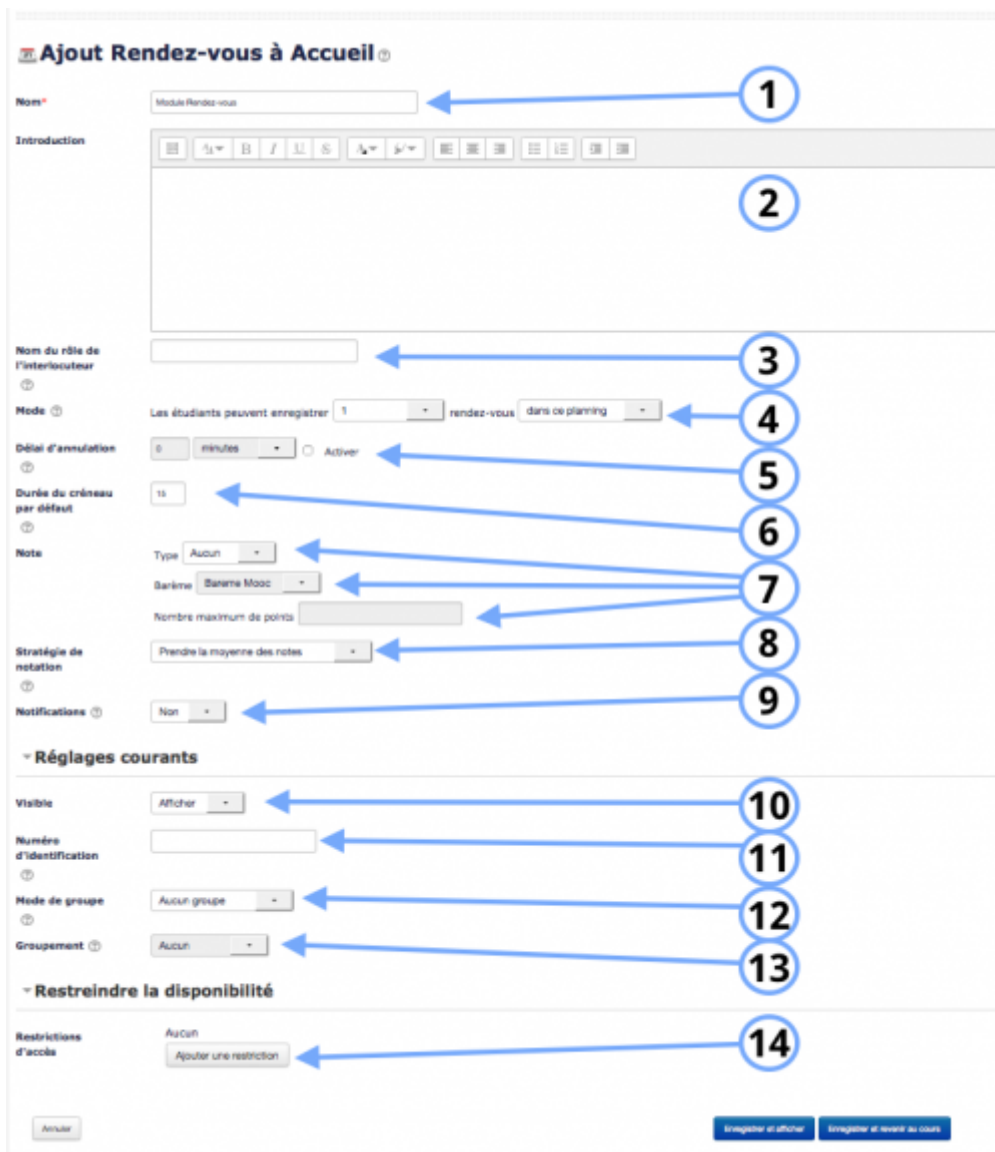 Ajout Rendez-vous à Accueil
Nom*
Module Rendez-vous
1
Introduction
B I U S
2
Nom du rôle de
l'interlocuteur
3
Mode
Les étudiants peuvent enregistrer 1 rendez-vous dans ce planning
4
Délai d'annulation
0 minutes Activer
5
Durée du créneau
par défaut
15
6
Note
Type Aucun
Barème Barème Mooc
Nombre maximum de points
7
Stratégie de
notation
Prendre la moyenne des notes
8
Notifications
Non
9
Réglages courants
Visible
Afficher
10
Numéro
d'identification
11
Mode de groupe
Aucun groupe
12
Groupement
Aucun
13
Restreindre la disponibilité
Restrictions
d'accès
Aucun
Ajouter une restriction
14
Annuler
Enregistrer et afficher
Enregistrer et revenir au cours